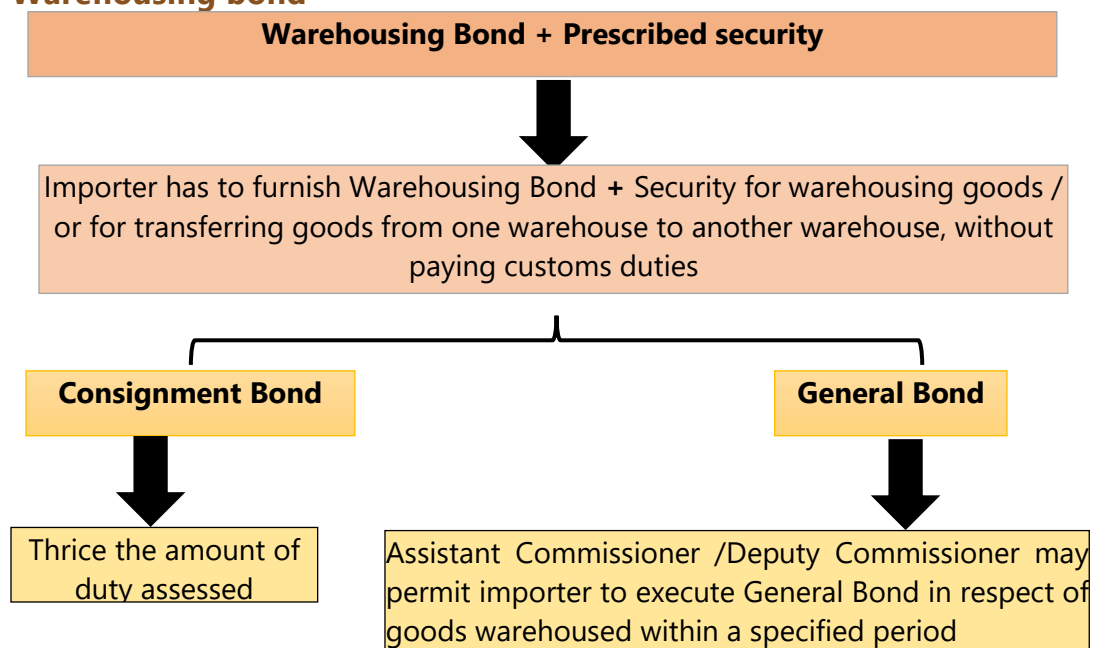 Warehousing bond
Warehousing Bond + Prescribed security
Importer has to furnish Warehousing Bond + Security for warehousing goods /
or for transferring goods from one warehouse to another warehouse, without
paying customs duties
Consignment Bond
General Bond
Thrice the amount of
duty assessed
Assistant Commissioner /Deputy Commissioner may
permit importer to execute General Bond in respect of
goods warehoused within a specified period